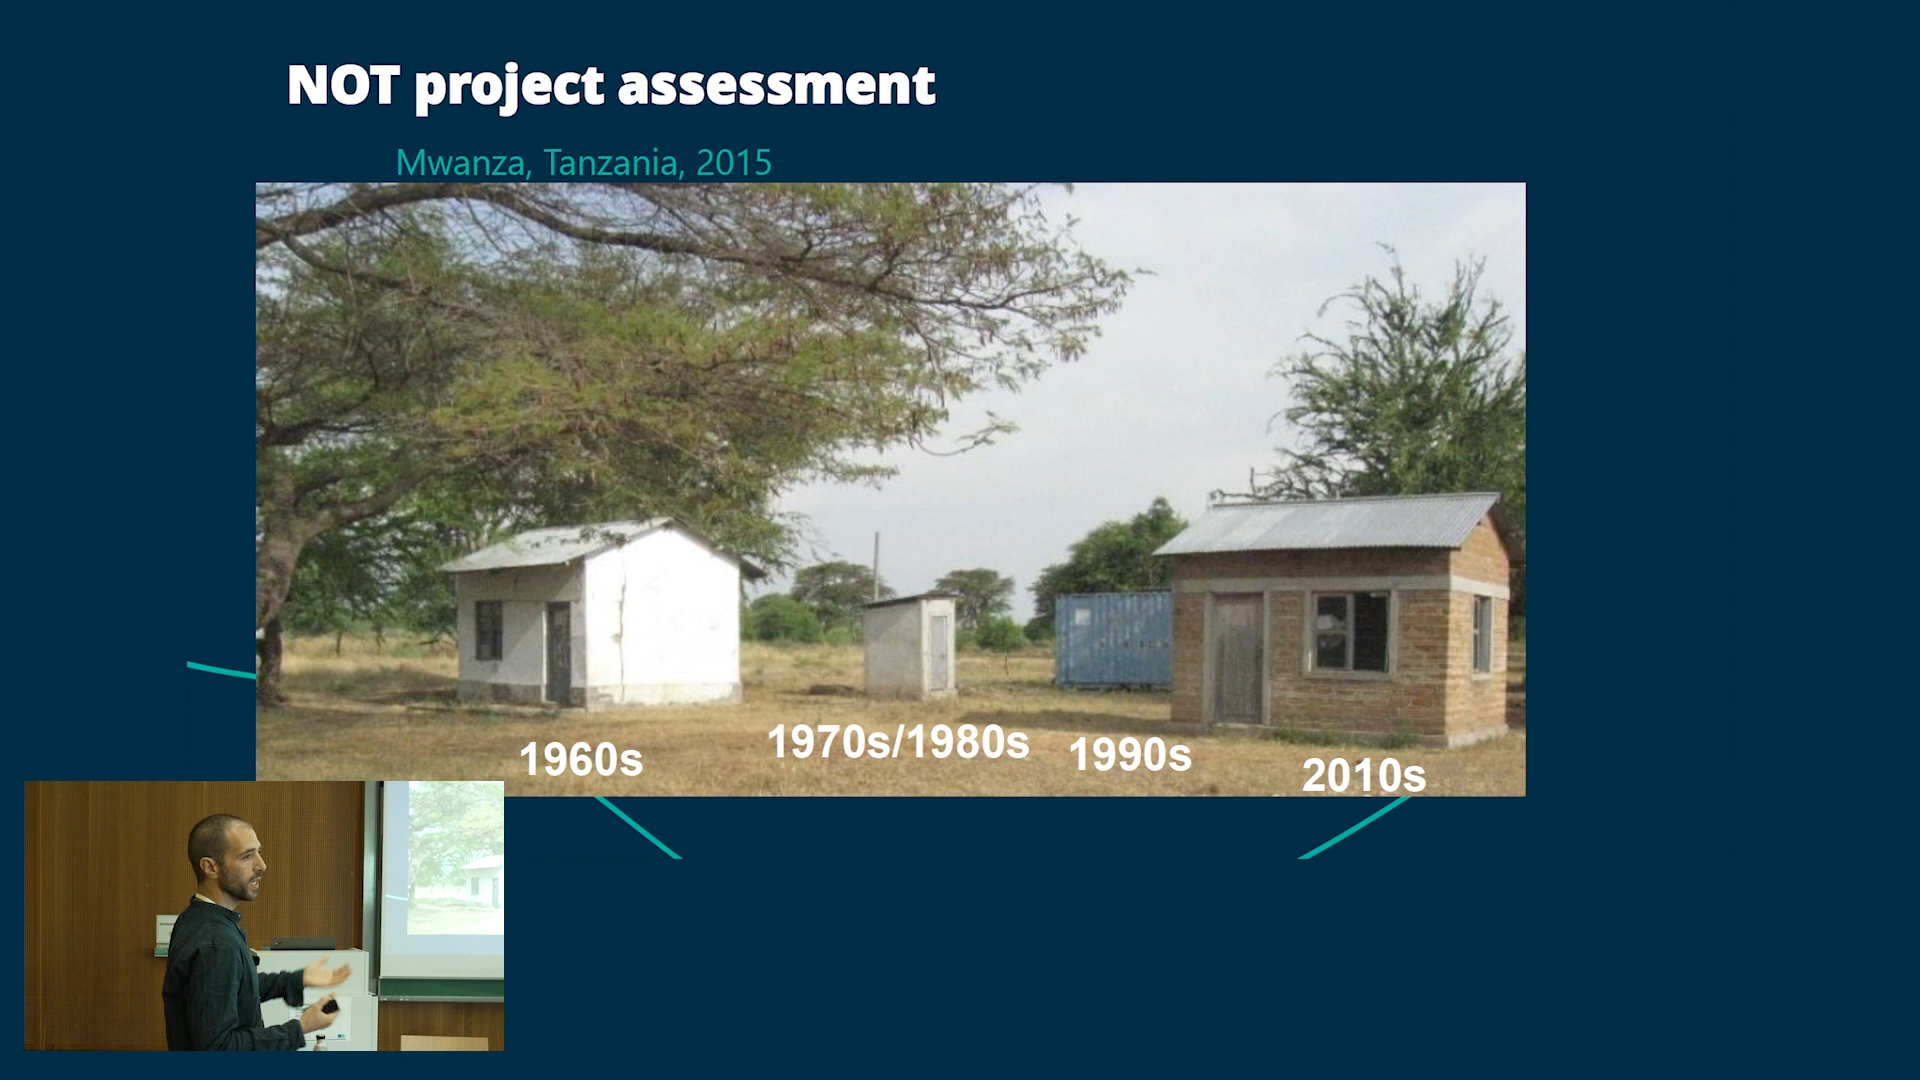 NOT project assessment
Mwanza, Tanzania, 2015
1960s
1970s/1980s
1990s
2010s